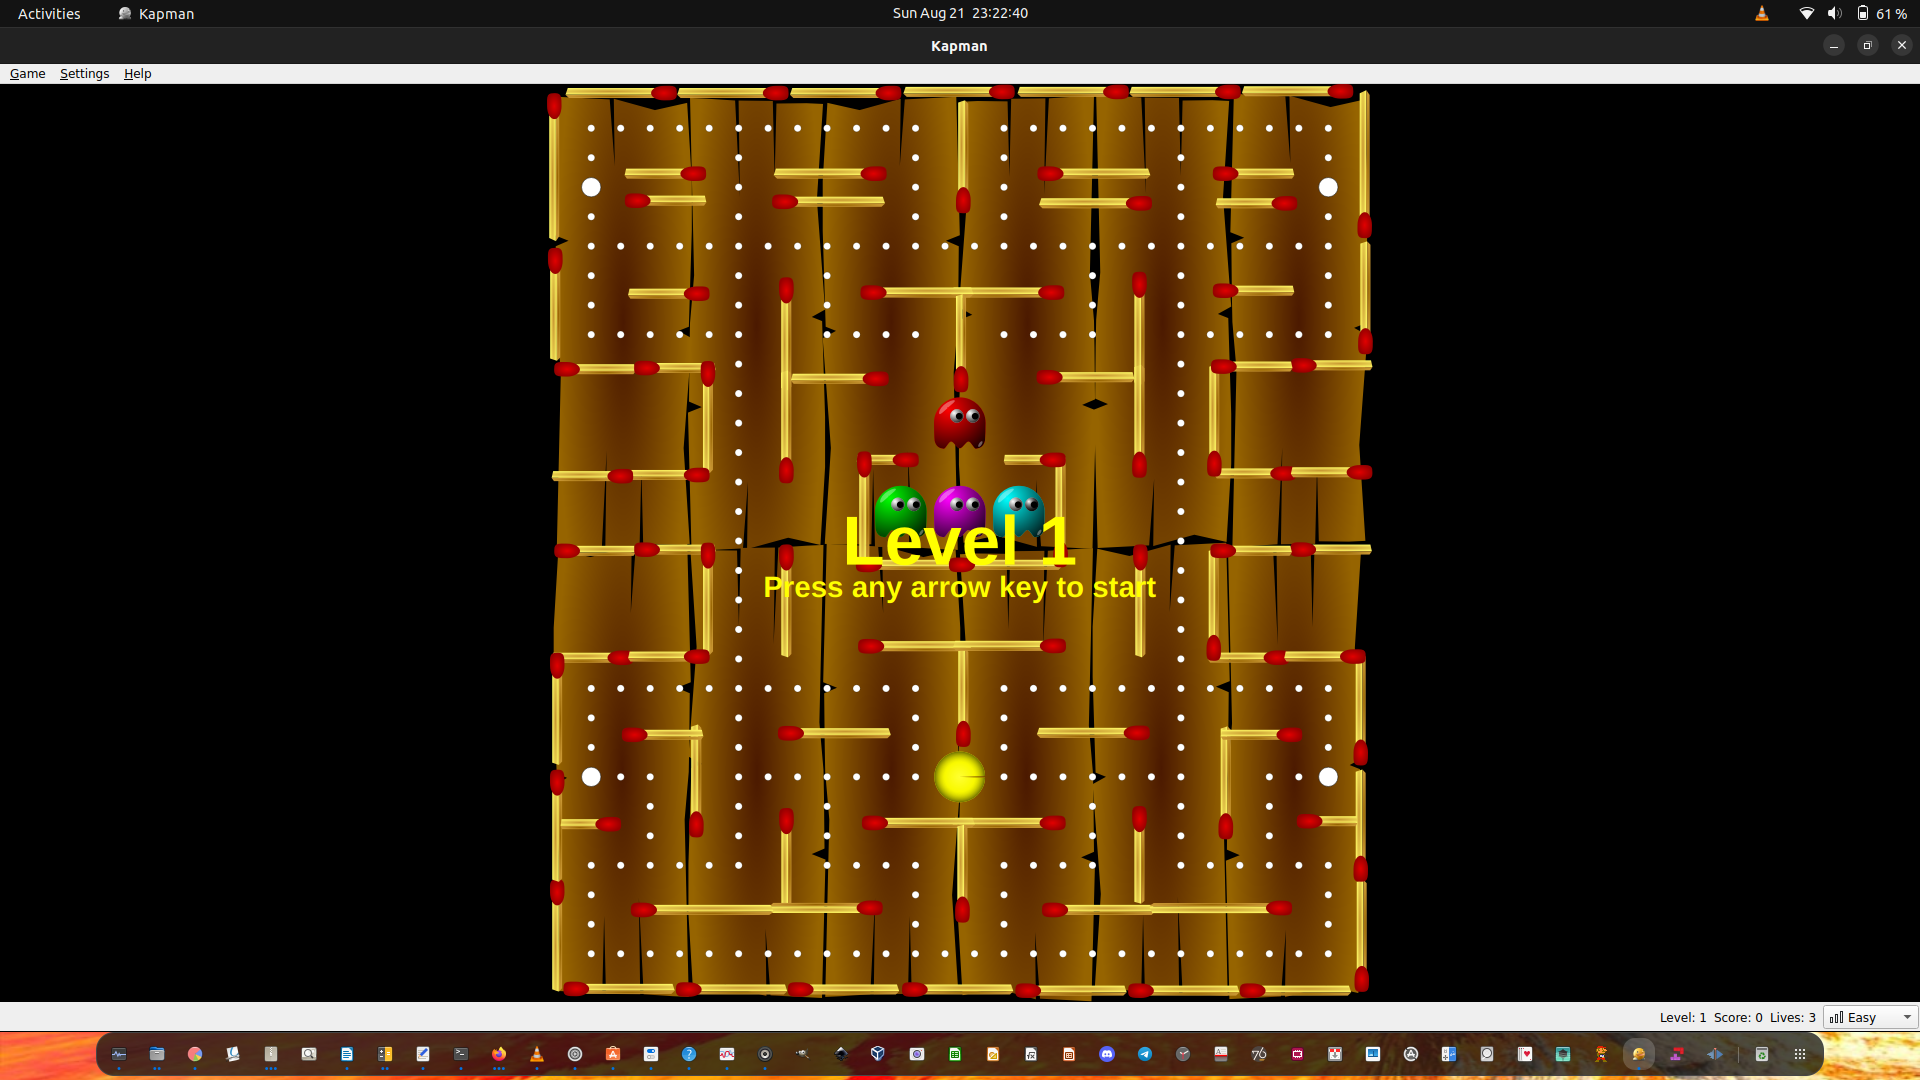 Activities Kapman Sun Aug 21 23:22:40 61 %
Kapman
Game Settings Help
Level 1
Press any arrow key to start
Level: 1 Score: 0 Lives: 3 Easy